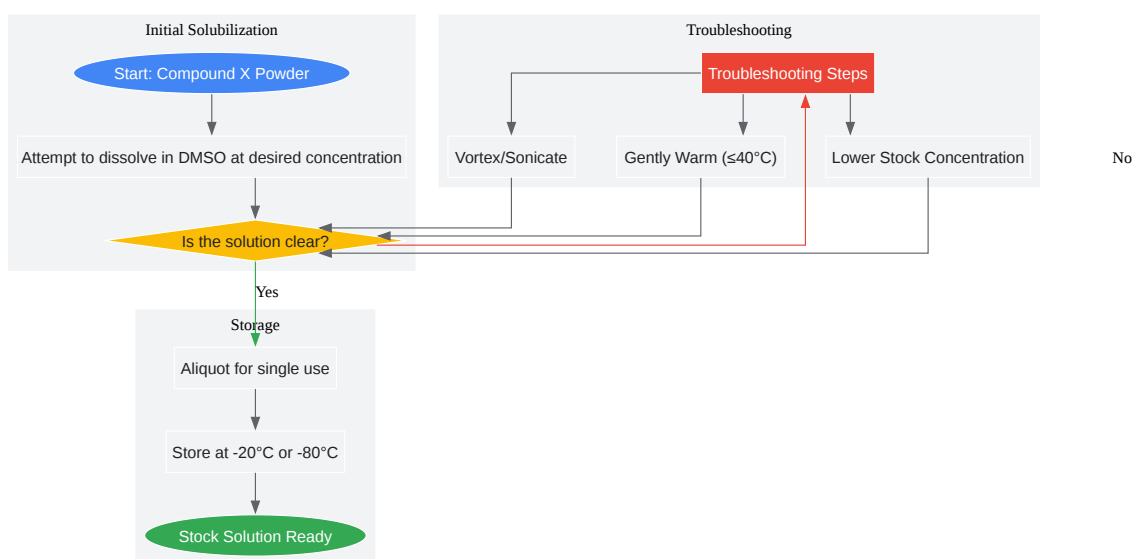 Initial Solubilization
Troubleshooting
Start: Compound X Powder
Troubleshooting Steps
Attempt to dissolve in DMSO at desired concentration
Vortex/Sonicate
Gently Warm (≤40°C)
Lower Stock Concentration
No
Is the solution clear?
Yes
Storage
Aliquot for single use
Store at -20°C or -80°C
Stock Solution Ready